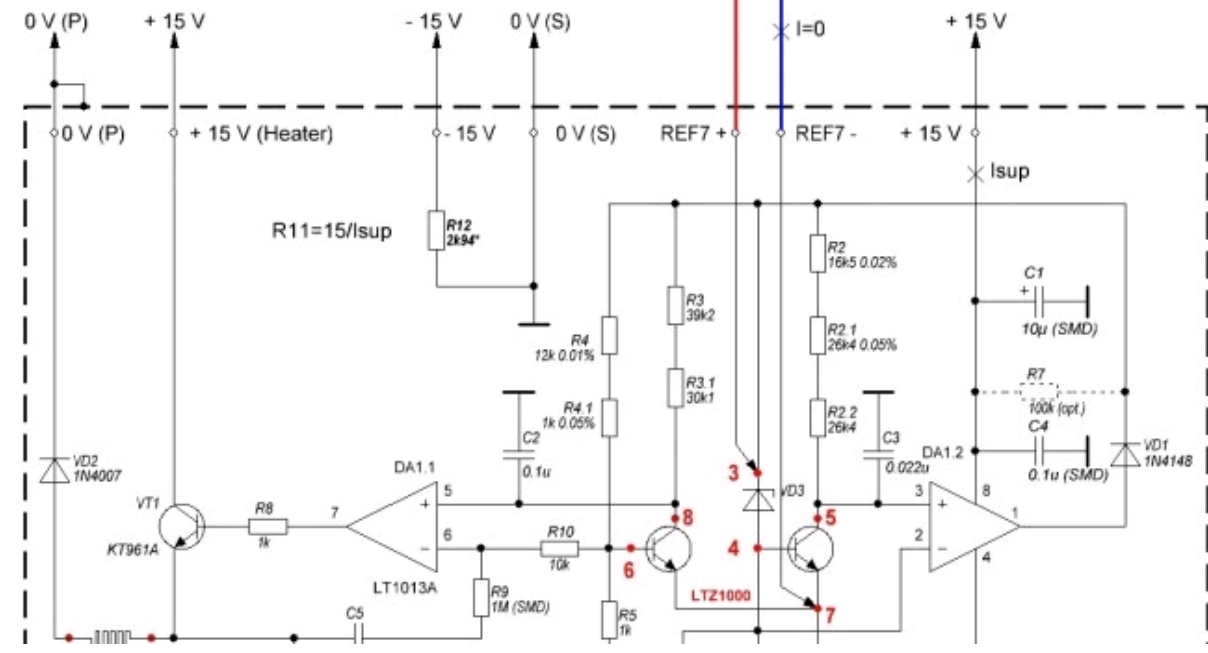 0 V (P)
+ 15 V
- 15 V
0 V (S)
I=0
+ 15 V
0 V (P)
+ 15 V (Heater)
- 15 V
0 V (S)
REF7 +
REF7 -
+ 15 V
Isup
R11=15/Isup
R12
2k94*
R2
16k5 0.02%
C1
+
10µ (SMD)
R3
39k2
R4
12k 0.01%
R2.1
26k4 0.05%
R3.1
30k1
R7
100k (opt.)
R4.1
1k 0.05%
R2.2
26k4
C4
0.1u (SMD)
C2
0.1u
C3
0.022u
DA1.2
VD1
1N4148
VD2
1N4007
DA1.1
3
VD3
VT1
R8
1k
KT961A
7
5
+
6
−
LT1013A
8
5
3
+
2
−
8
1
4
R10
10k
6
4
LTZ1000
7
R9
1M (SMD)
C5
R5
1k